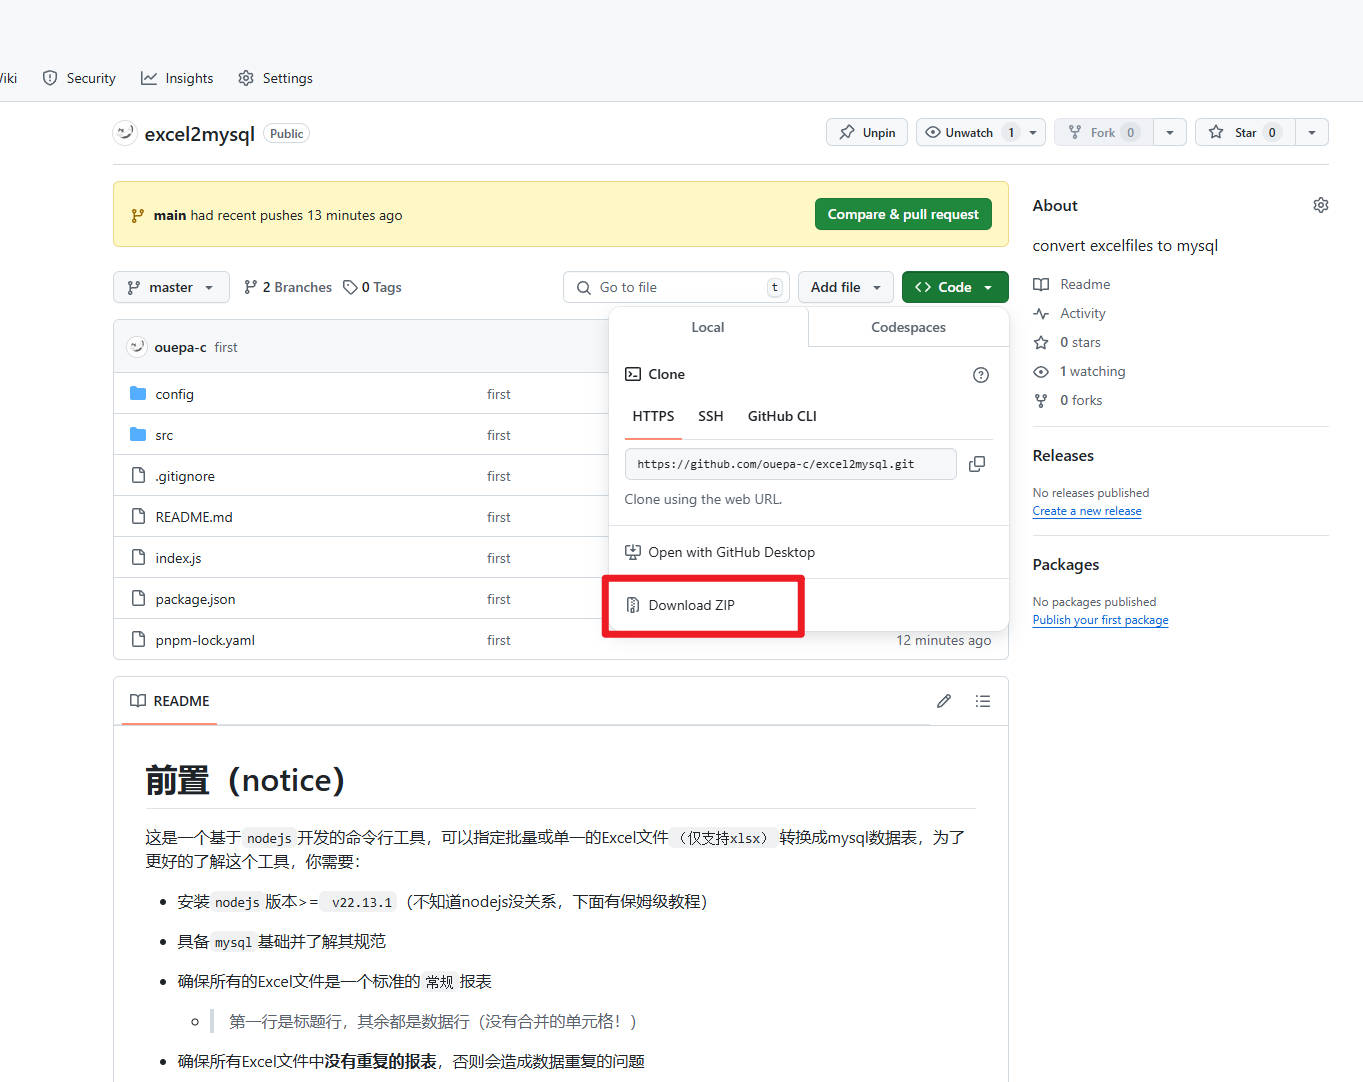 Security Insights Settings
excel2mysql Public Unpin Unwatch 1 Fork 0 Star 0
main had recent pushes 13 minutes ago Compare & pull request
master 2 Branches 0 Tags Go to file t Add file Code
Local Codespaces
ouepa-c first
Clone
config first
HTTPS SSH GitHub CLI
src first
https://github.com/ouepa-c/excel2mysql.git
.gitignore first
Clone using the web URL.
README.md first
Open with GitHub Desktop
index.js first
Download ZIP
package.json first
pnpm-lock.yaml first 12 minutes ago
About
convert excelfiles to mysql
Readme
Activity
0 stars
1 watching
0 forks
Releases
No releases published
Create a new release
Packages
No packages published
Publish your first package
README
前置（notice）
这是一个基于 nodejs 开发的命令行工具，可以指定批量或单一的Excel文件（仅支持xlsx）转换成mysql数据表，为了
更好的了解这个工具，你需要：
安装 nodejs 版本>= v22.13.1（不知道nodejs没关系，下面有保姆级教程）
具备 mysql 基础并了解其规范
确保所有的Excel文件是一个标准的 常规 报表
第一行是标题行，其余都是数据行（没有合并的单元格！）
确保所有Excel文件中没有重复的报表，否则会造成数据重复的问题